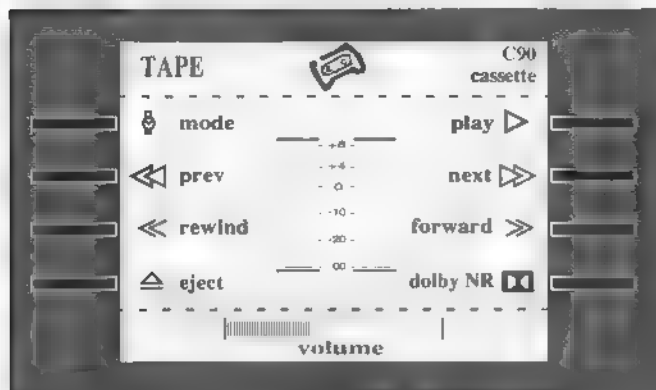 TAPE
C90
cassette
mode
play
prev
next
rewind
forward
eject
dolby NR
+8
+4
0
-10
-20
∞
volume